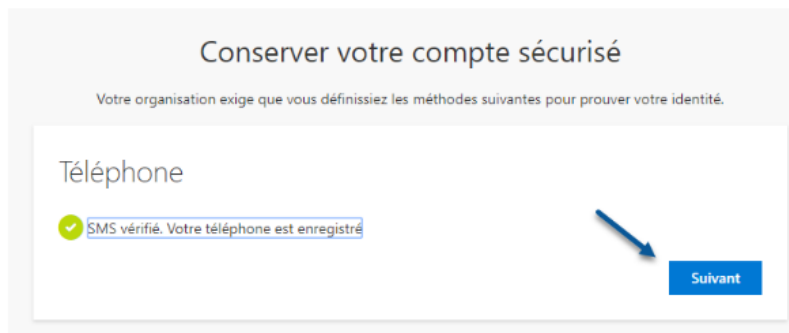 Conserver votre compte sécurisé
Votre organisation exige que vous définissiez les méthodes suivantes pour prouver votre identité.
Téléphone
SMS vérifié. Votre téléphone est enregistré
Suivant